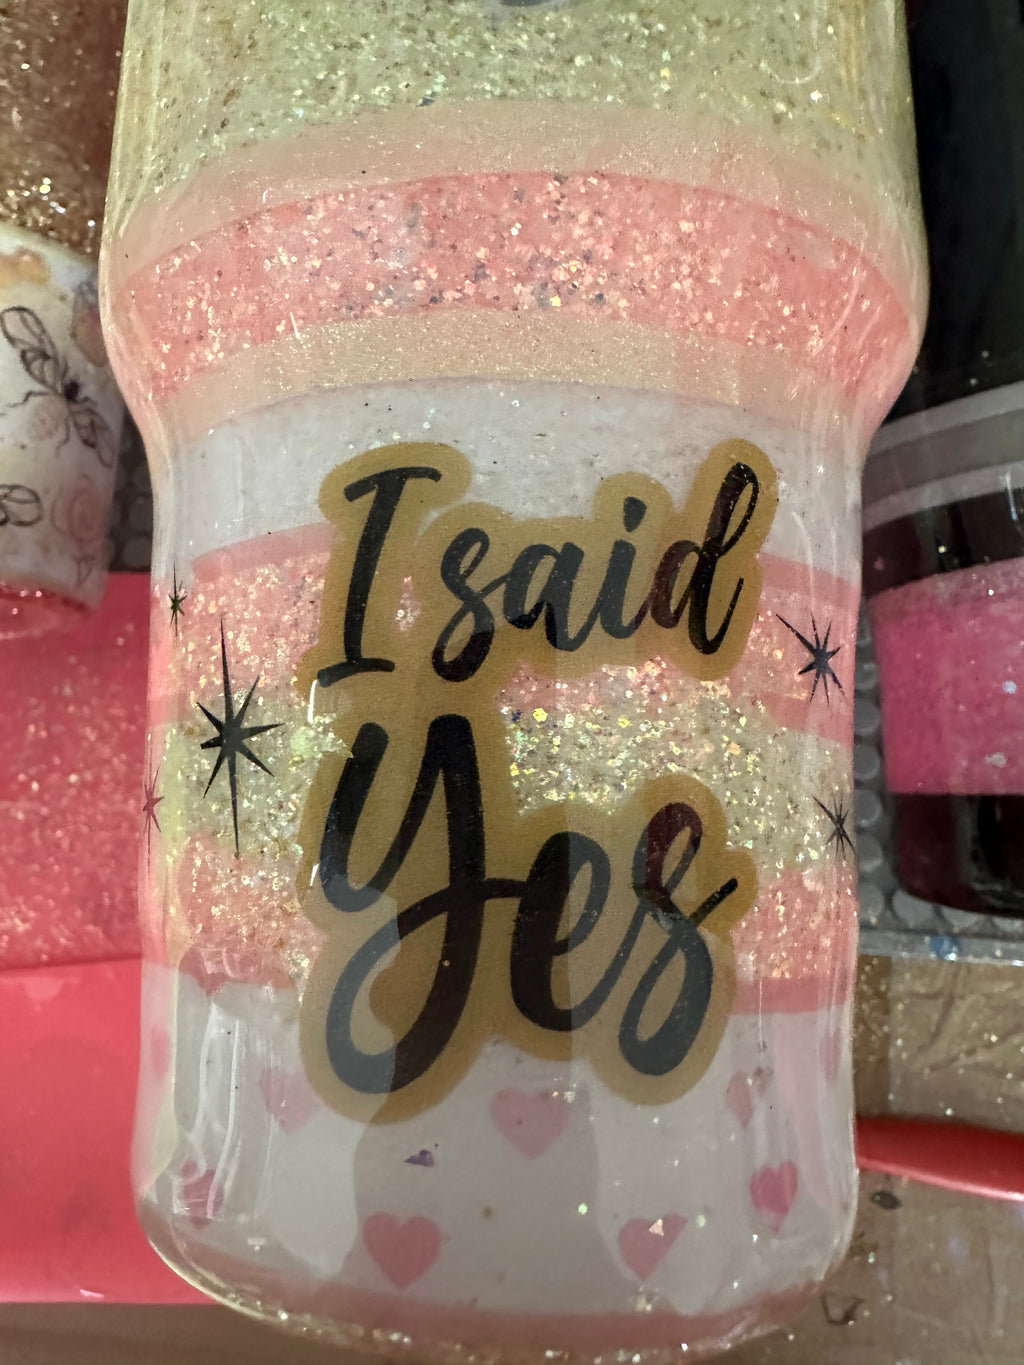 I said
Yes